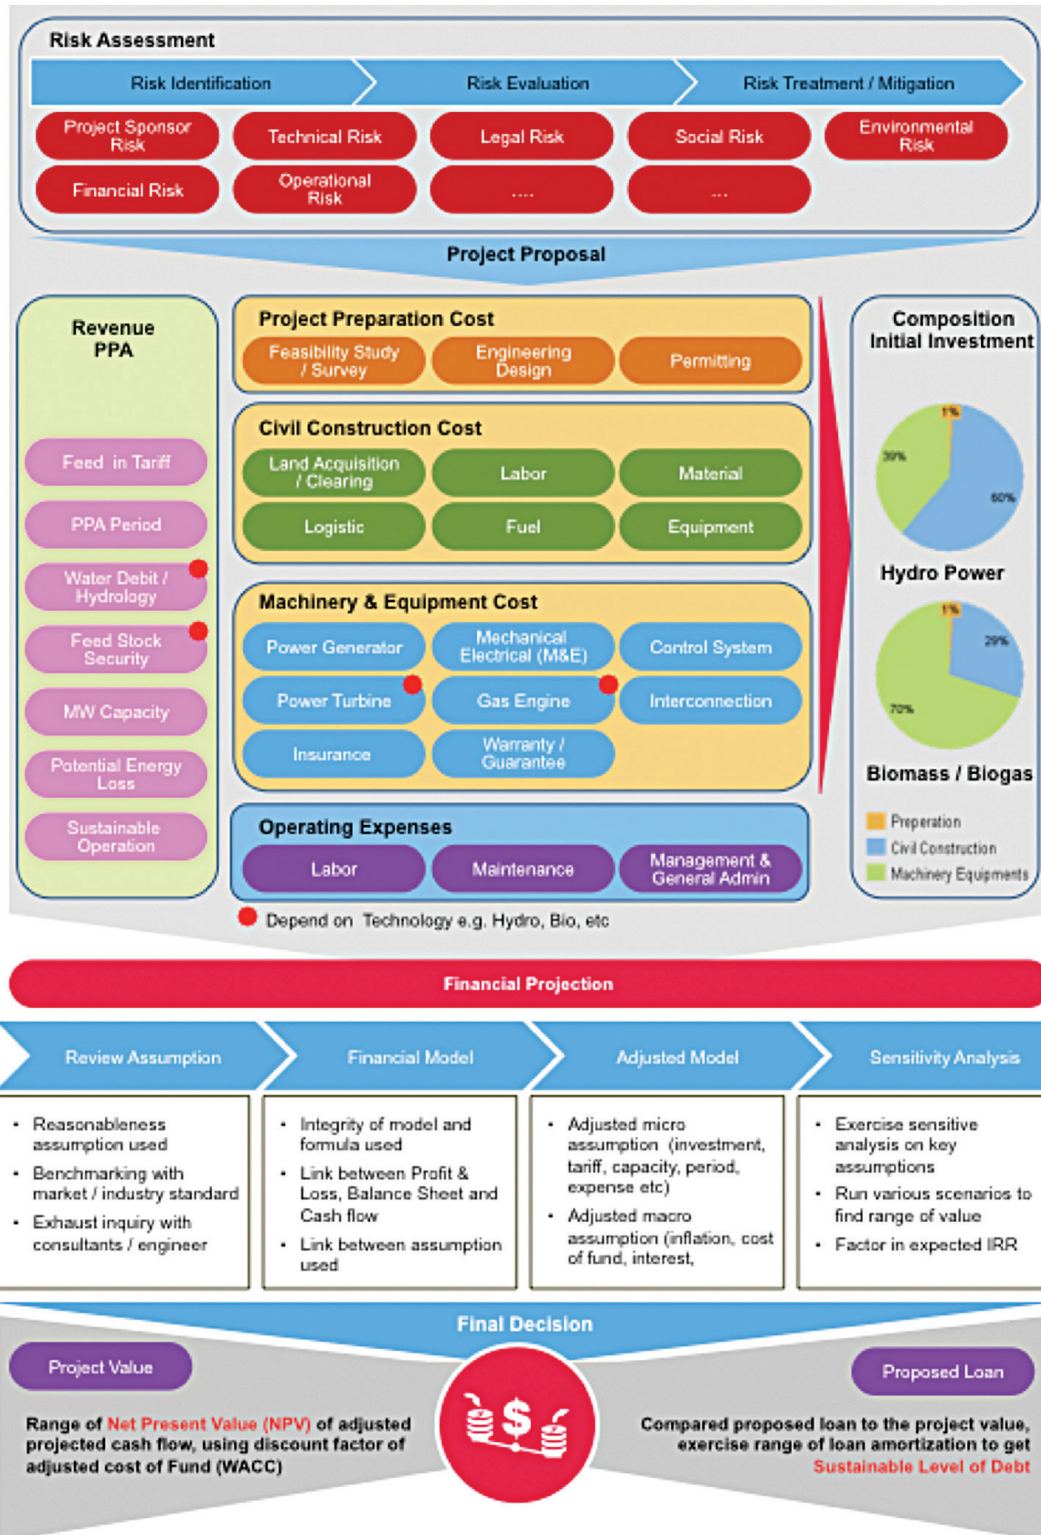 Risk Assessment
Risk Identification
Risk Evaluation
Risk Treatment / Mitigation
Project Sponsor
Risk
Technical Risk
Legal Risk
Social Risk
Environmental
Risk
Financial Risk
Operational
Risk
....
...
Project Proposal
Revenue
PPA
Feed in Tariff
PPA Period
Water Debit /
Hydrology
Feed Stock
Security
MW Capacity
Potential Energy
Loss
Sustainable
Operation
Project Preparation Cost
Feasibility Study
/ Survey
Engineering
Design
Permitting
Civil Construction Cost
Land Acquisition
/ Clearing
Labor
Material
Logistic
Fuel
Equipment
Machinery & Equipment Cost
Power Generator
Mechanical
Electrical (M&E)
Control System
Power Turbine
Gas Engine
Interconnection
Insurance
Warranty /
Guarantee
Operating Expenses
Labor
Maintenance
Management &
General Admin
Depend on Technology e.g. Hydro, Bio, etc
Composition
Initial Investment
1%
39%
60%
Hydro Power
1%
29%
70%
Biomass / Biogas
Preperation
Civil Construction
Machinery Equipments
Financial Projection
Review Assumption
Financial Model
Adjusted Model
Sensitivity Analysis
• Reasonableness
assumption used
• Benchmarking with
market / industry standard
• Exhaust inquiry with
consultants / engineer
• Integrity of model and
formula used
• Link between Profit &
Loss, Balance Sheet and
Cash flow
• Link between assumption
used
• Adjusted micro
assumption (investment,
tariff, capacity, period,
expense etc)
• Adjusted macro
assumption (inflation, cost
of fund, interest,
• Exercise sensitive
analysis on key
assumptions
• Run various scenarios to
find range of value
• Factor in expected IRR
Final Decision
Project Value
Range of Net Present Value (NPV) of adjusted
projected cash flow, using discount factor of
adjusted cost of Fund (WACC)
$
Proposed Loan
Compared proposed loan to the project value,
exercise range of loan amortization to get
Sustainable Level of Debt